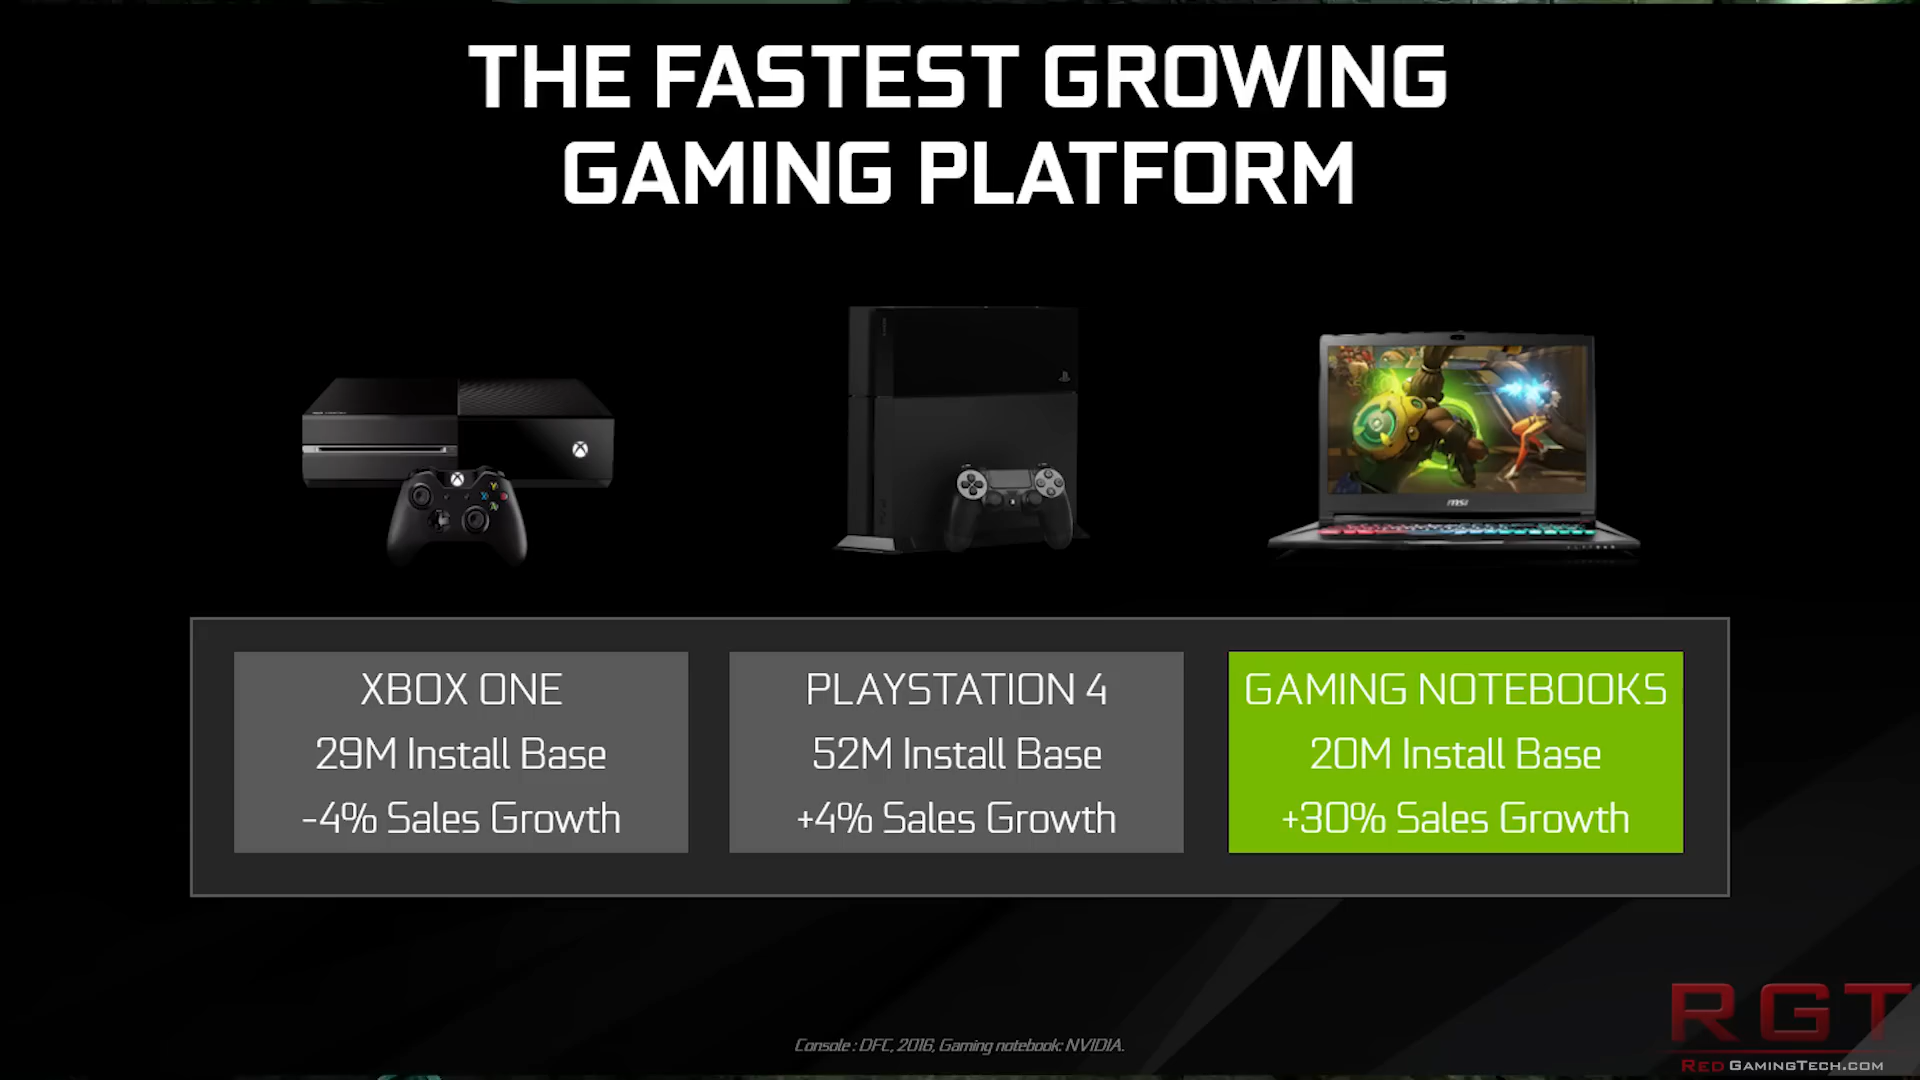 THE FASTEST GROWING
GAMING PLATFORM
msi
XBOX ONE
29M Install Base
-4% Sales Growth
PLAYSTATION 4
52M Install Base
+4% Sales Growth
GAMING NOTEBOOKS
20M Install Base
+30% Sales Growth
Console : DFC, 2016, Gaming notebook: NVIDIA.
RGT
RED GAMINGTECH.COM